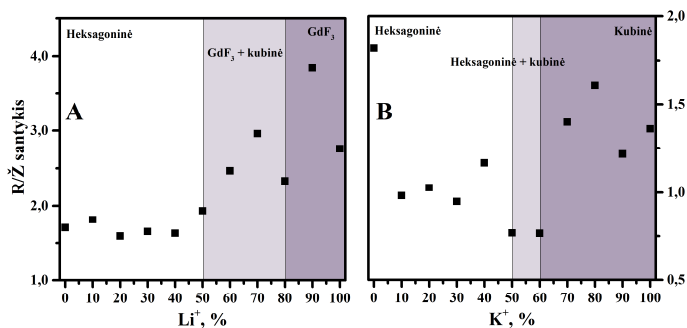 Heksagoninė
GdF₃ + kubinė
GdF₃
A
R/Ž santykis
4,0
3,0
2,0
1,0
0 10 20 30 40 50 60 70 80 90 100
Li⁺, %
Heksagoninė
Heksagoninė + kubinė
Kubinė
B
2,0
1,5
1,0
0,5
0 10 20 30 40 50 60 70 80 90 100
K⁺, %